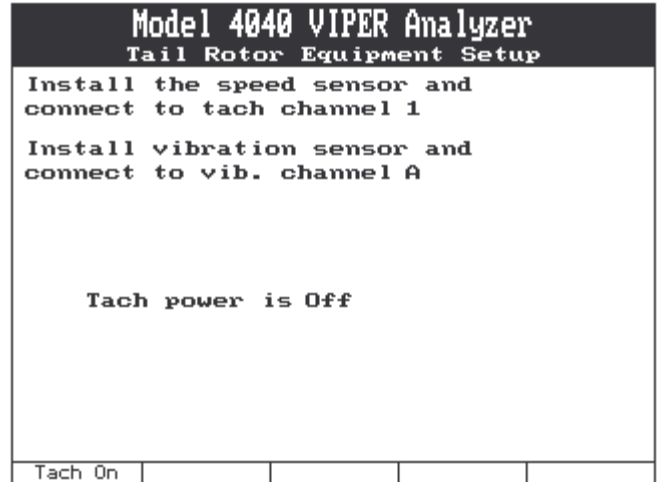 Model 4040 VIPER Analyzer
Tail Rotor Equipment Setup
Install the speed sensor and
connect to tach channel 1
Install vibration sensor and
connect to vib. channel A
Tach power is Off
Tach On